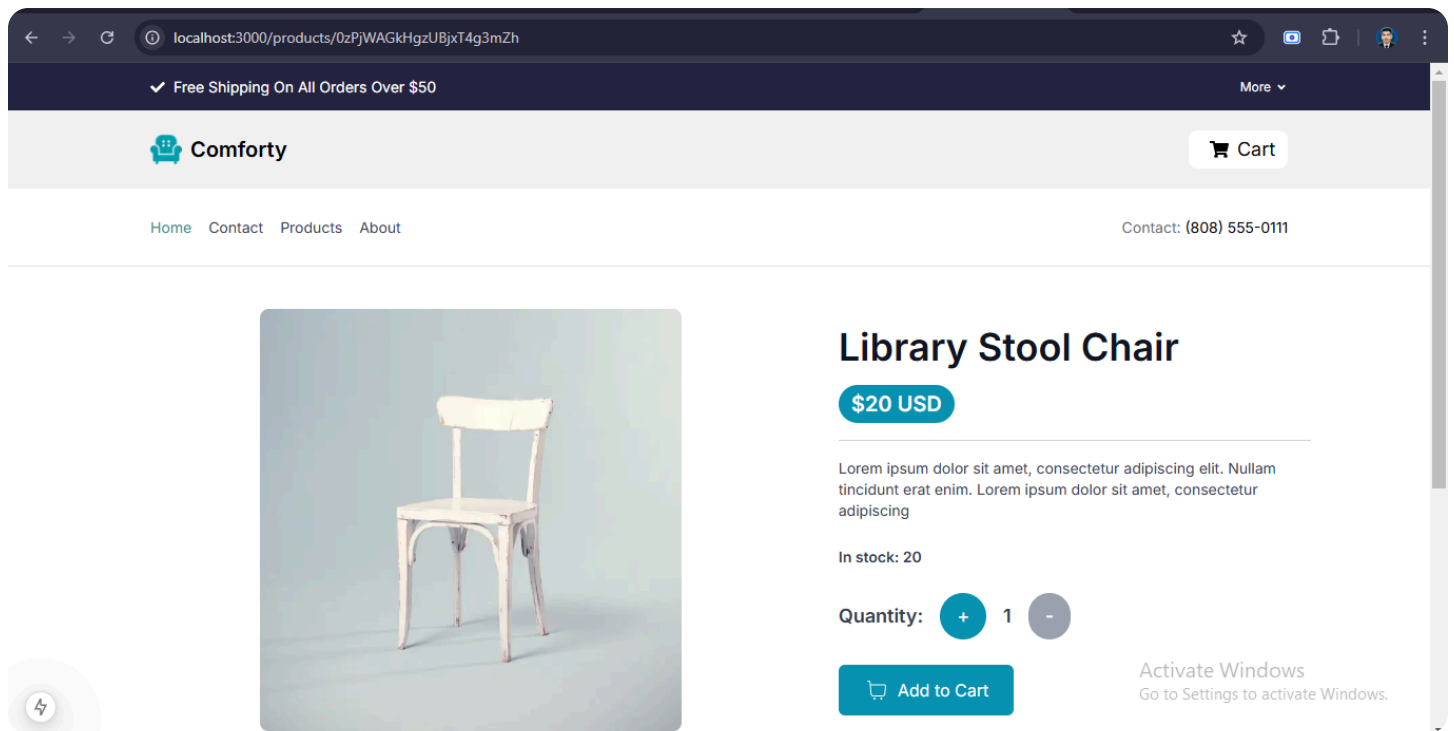 localhost:3000/products/0zPjWAGkHgzUBjxT4g3mZh
Free Shipping On All Orders Over $50
More
Comforty
Cart
Home Contact Products About
Contact: (808) 555-0111
Library Stool Chair
$20 USD
Lorem ipsum dolor sit amet, consectetur adipiscing elit. Nullam
tincidunt erat enim. Lorem ipsum dolor sit amet, consectetur
adipiscing
In stock: 20
Quantity: + 1 -
Add to Cart
Activate Windows
Go to Settings to activate Windows.